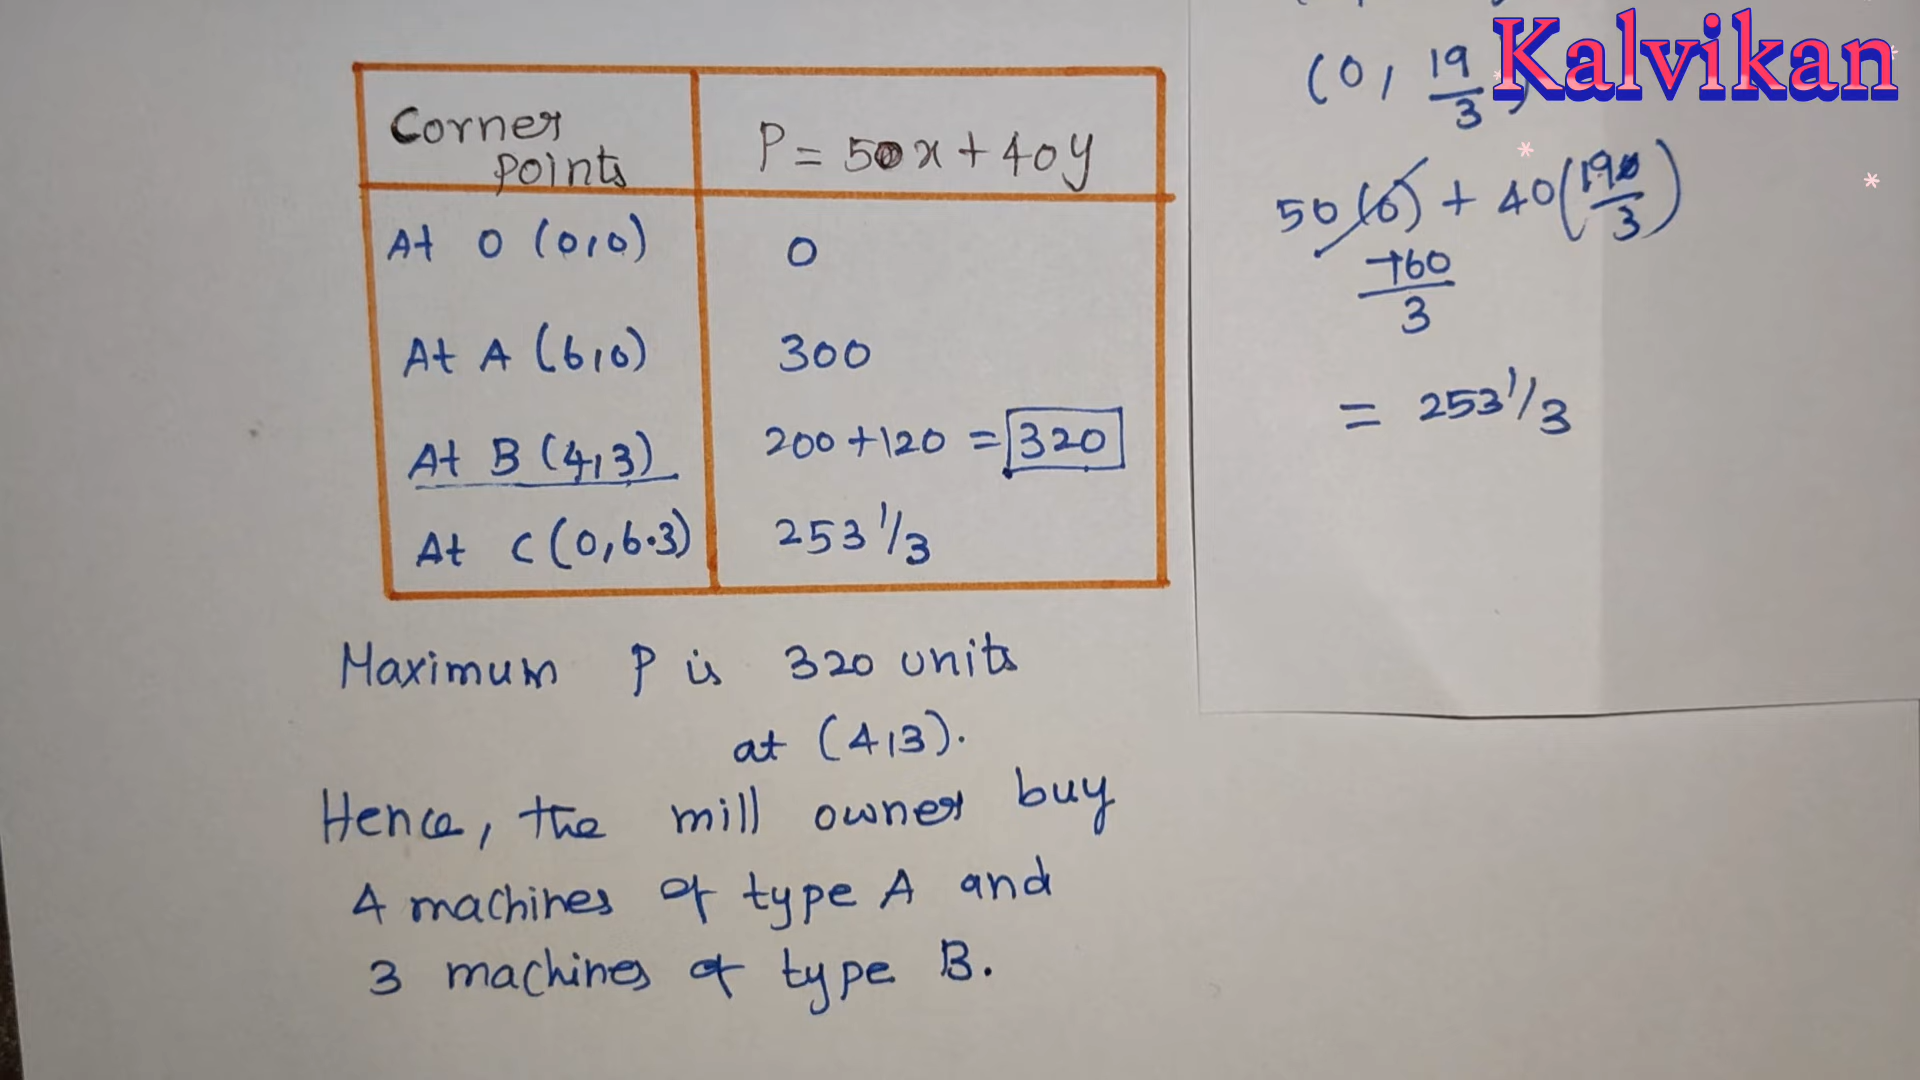 Corner points
P = 50x + 40y
At O (0,0)
0
At A (6,0)
300
At B (4,3)
200 + 120 = 320
At C (0, 6.3)
253 1/3
Maximum P is 320 units
at (4,3).
Hence, the mill owner buy
4 machines of type A and
3 machines of type B.
Kalvikan
(0, 19/3)
50(0) + 40(19/3)
760/3
= 253 1/3